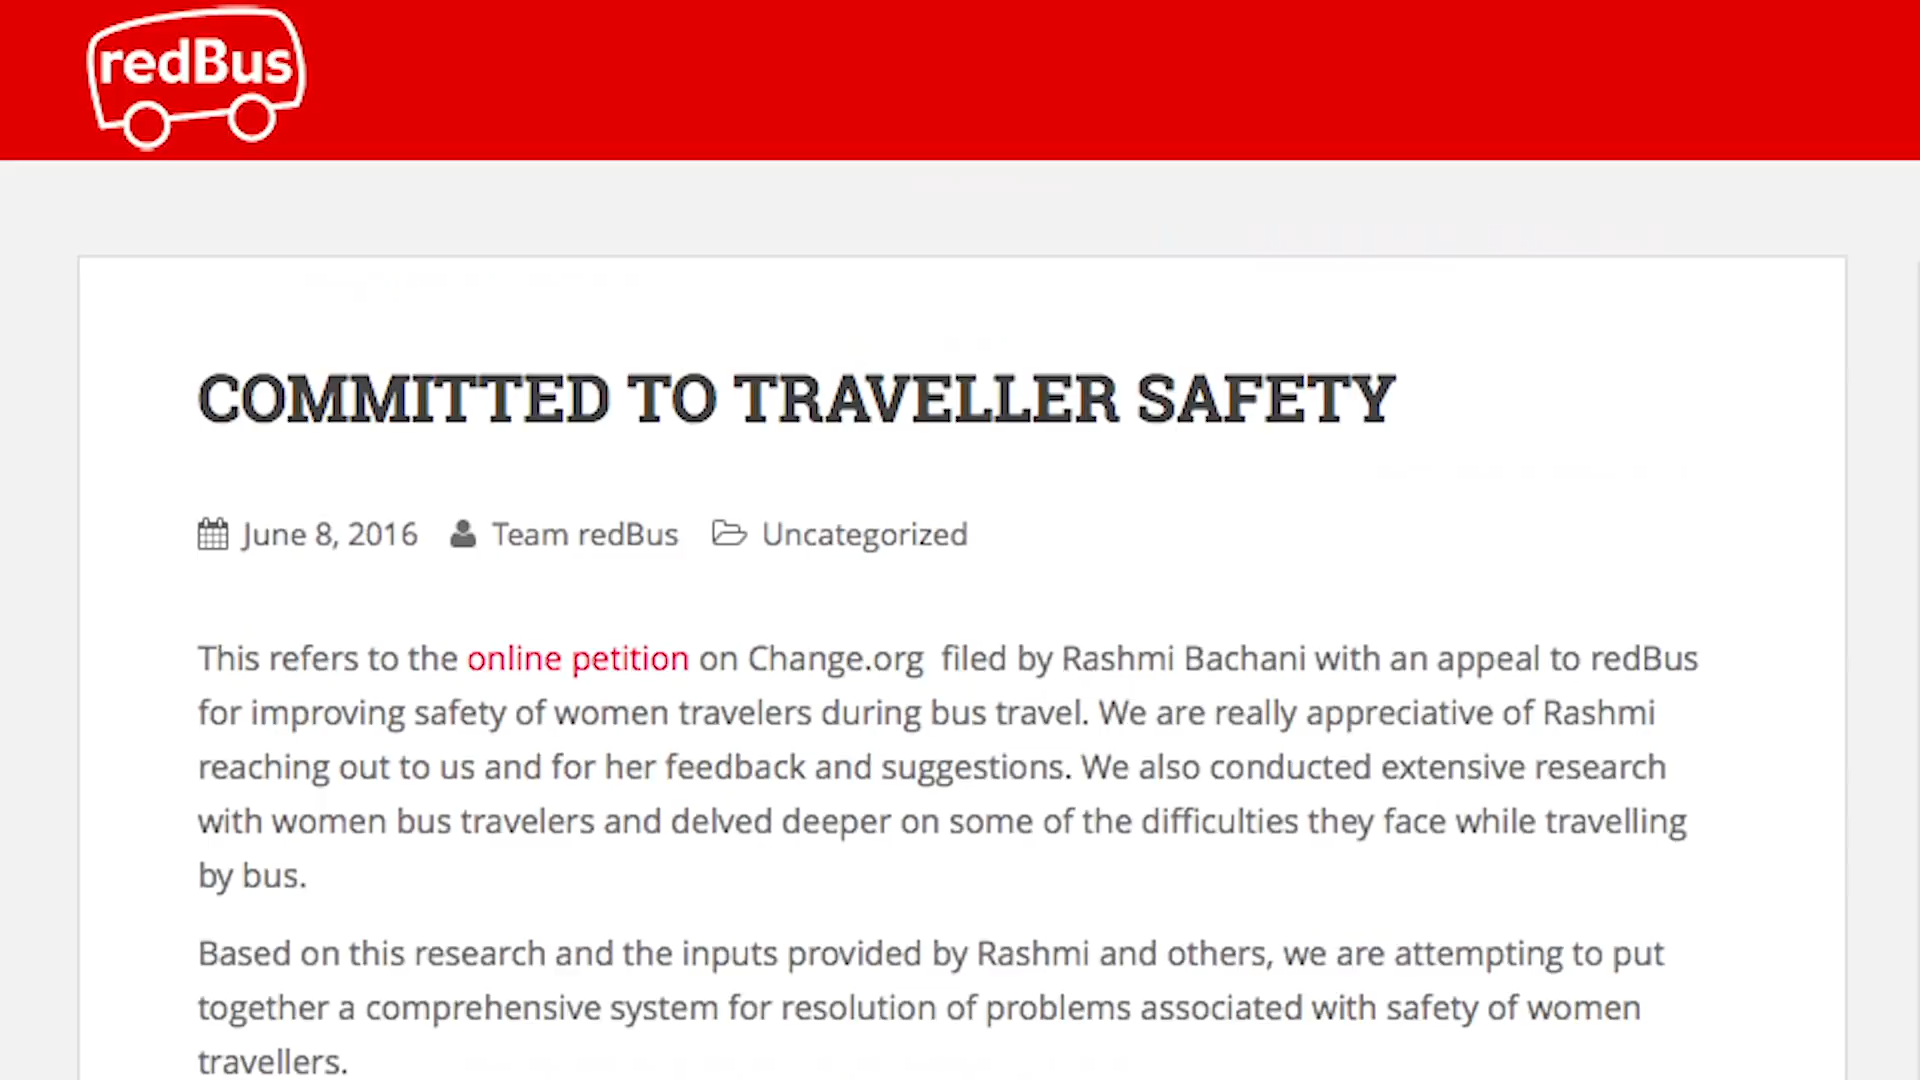 redBus
COMMITTED TO TRAVELLER SAFETY
June 8, 2016 Team redBus Uncategorized
This refers to the online petition on Change.org filed by Rashmi Bachani with an appeal to redBus
for improving safety of women travelers during bus travel. We are really appreciative of Rashmi
reaching out to us and for her feedback and suggestions. We also conducted extensive research
with women bus travelers and delved deeper on some of the difficulties they face while travelling
by bus.
Based on this research and the inputs provided by Rashmi and others, we are attempting to put
together a comprehensive system for resolution of problems associated with safety of women
travellers.